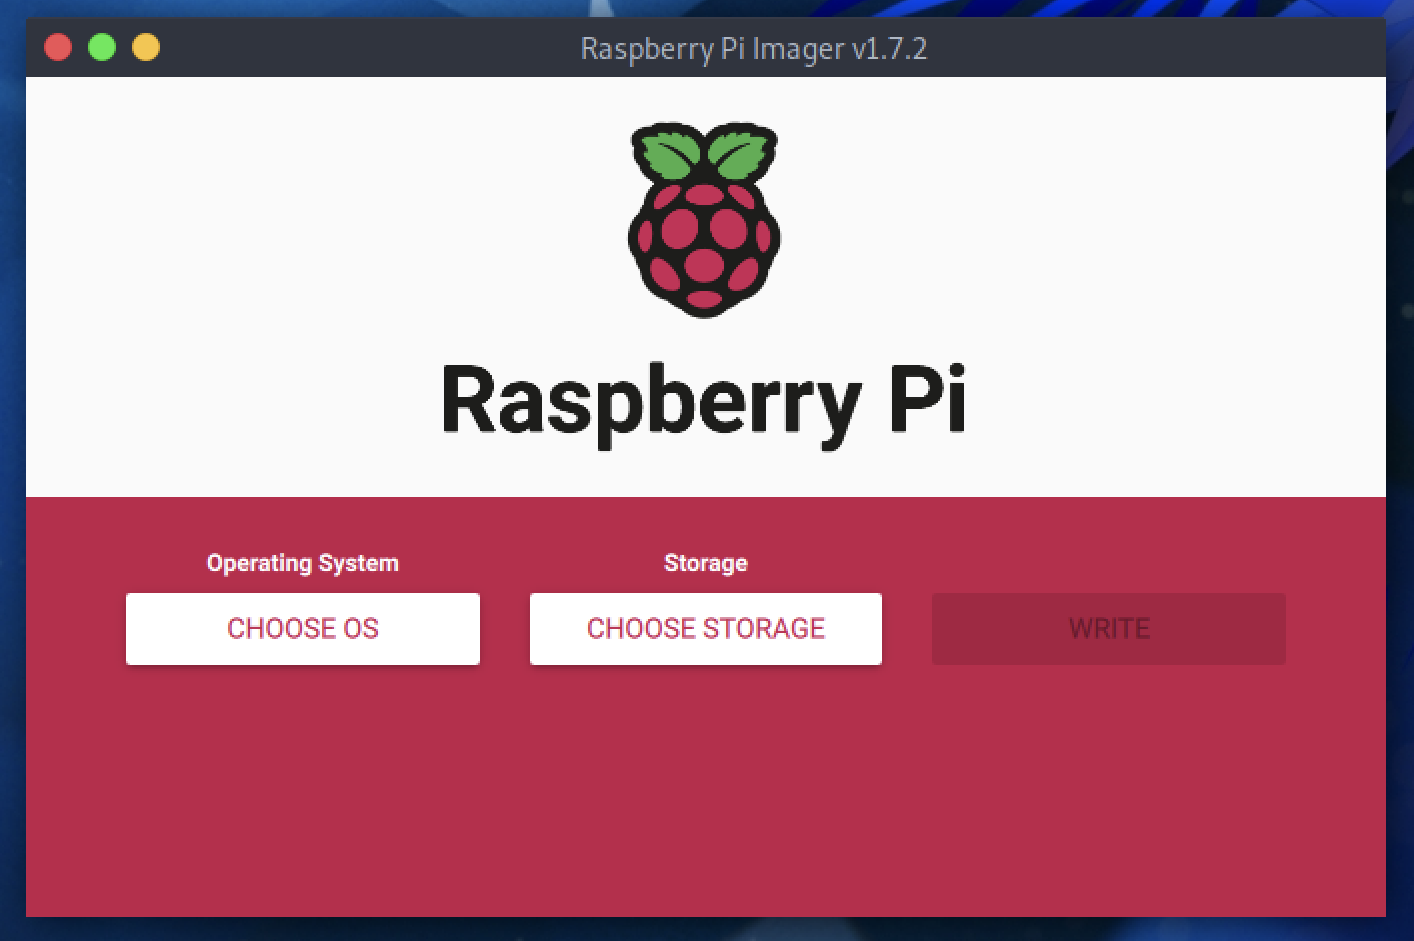 Raspberry Pi Imager v1.7.2
Raspberry Pi
Operating System
Storage
CHOOSE OS
CHOOSE STORAGE
WRITE